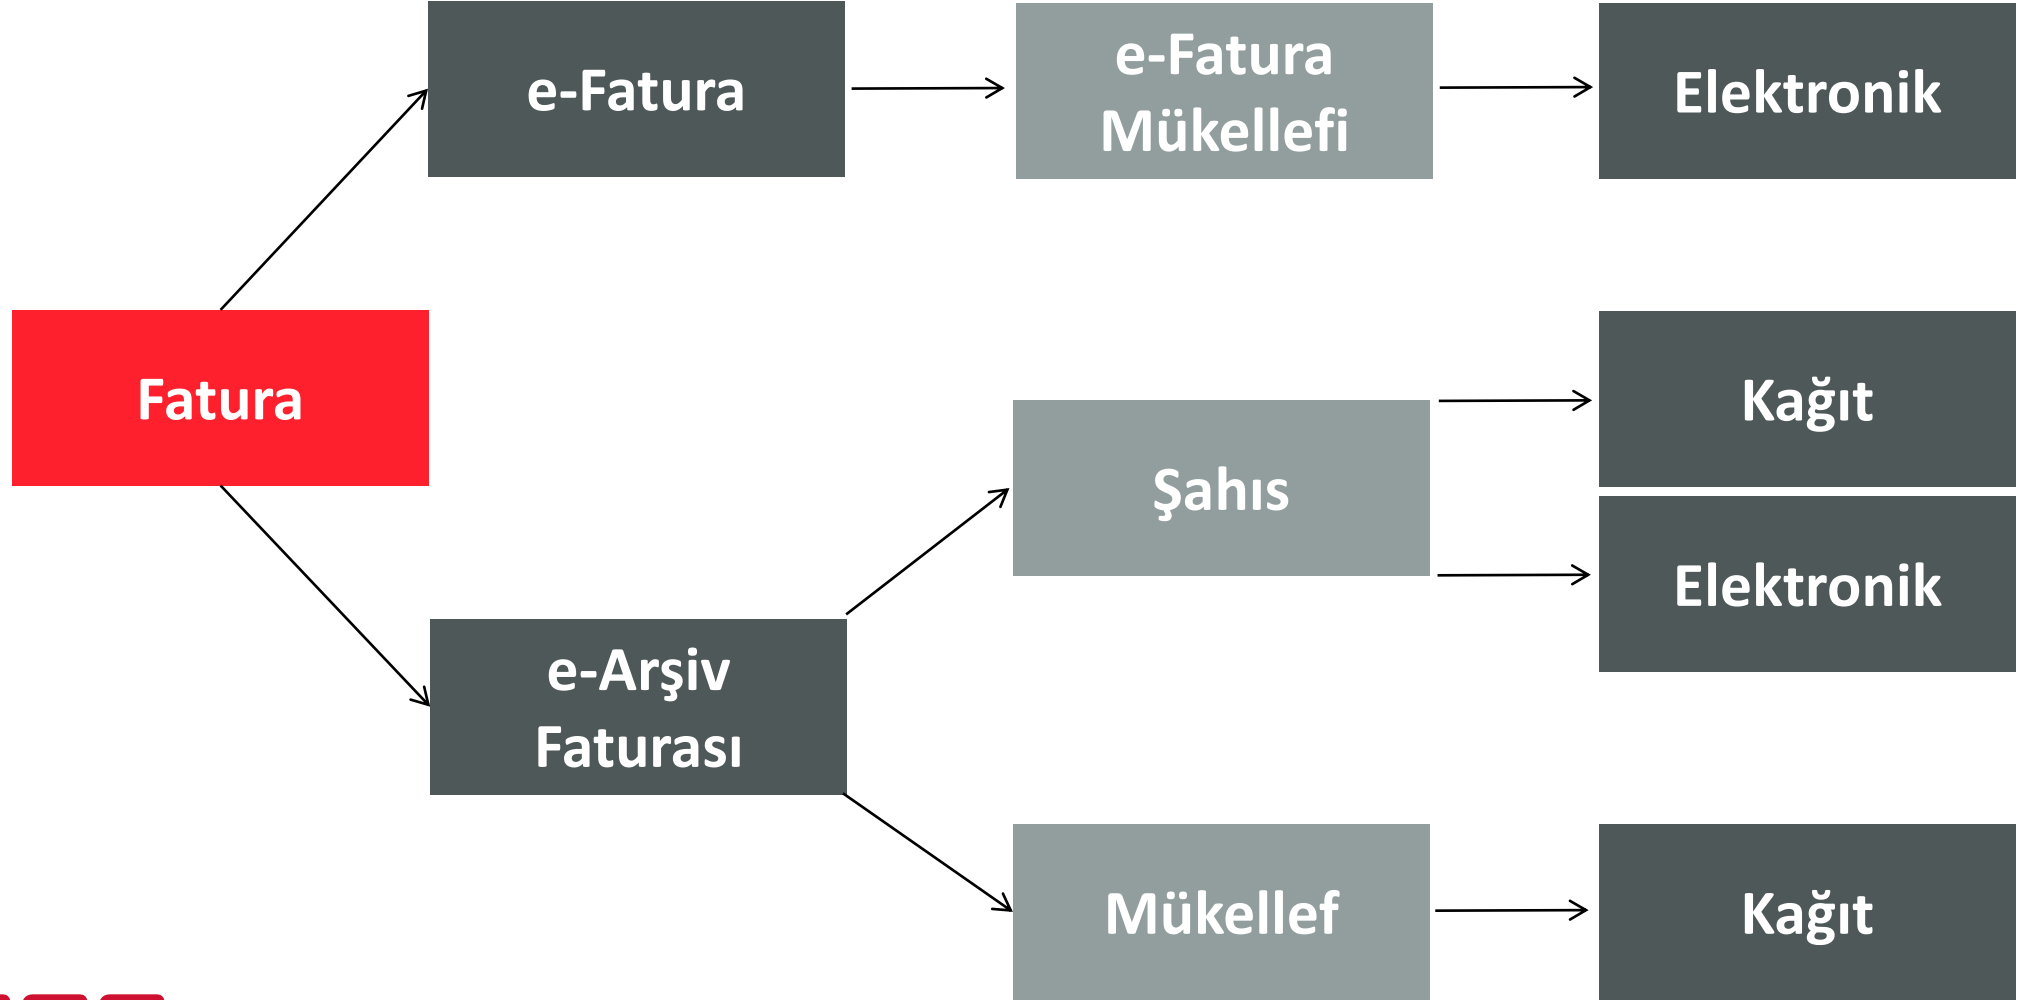 e-Fatura
e-Fatura
Mükellefi
Elektronik
Fatura
Kağıt
Şahıs
Elektronik
e-Arşiv
Faturası
Mükellef
Kağıt